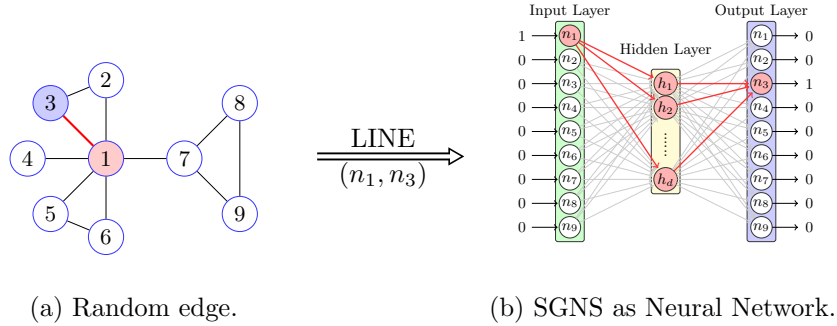 2
3
8
4
1
7
5
6
9
LINE
(n₁, n₃)
Input Layer
Hidden Layer
Output Layer
1 n₁ n₁ 0
0 n₂ n₂ 0
0 n₃ h₁ n₃ 1
0 n₄ h₂ n₄ 0
0 n₅ ...... n₅ 0
0 n₆ n₆ 0
0 n₇ h_d n₇ 0
0 n₈ n₈ 0
0 n₉ n₉ 0
(a) Random edge.
(b) SGNS as Neural Network.